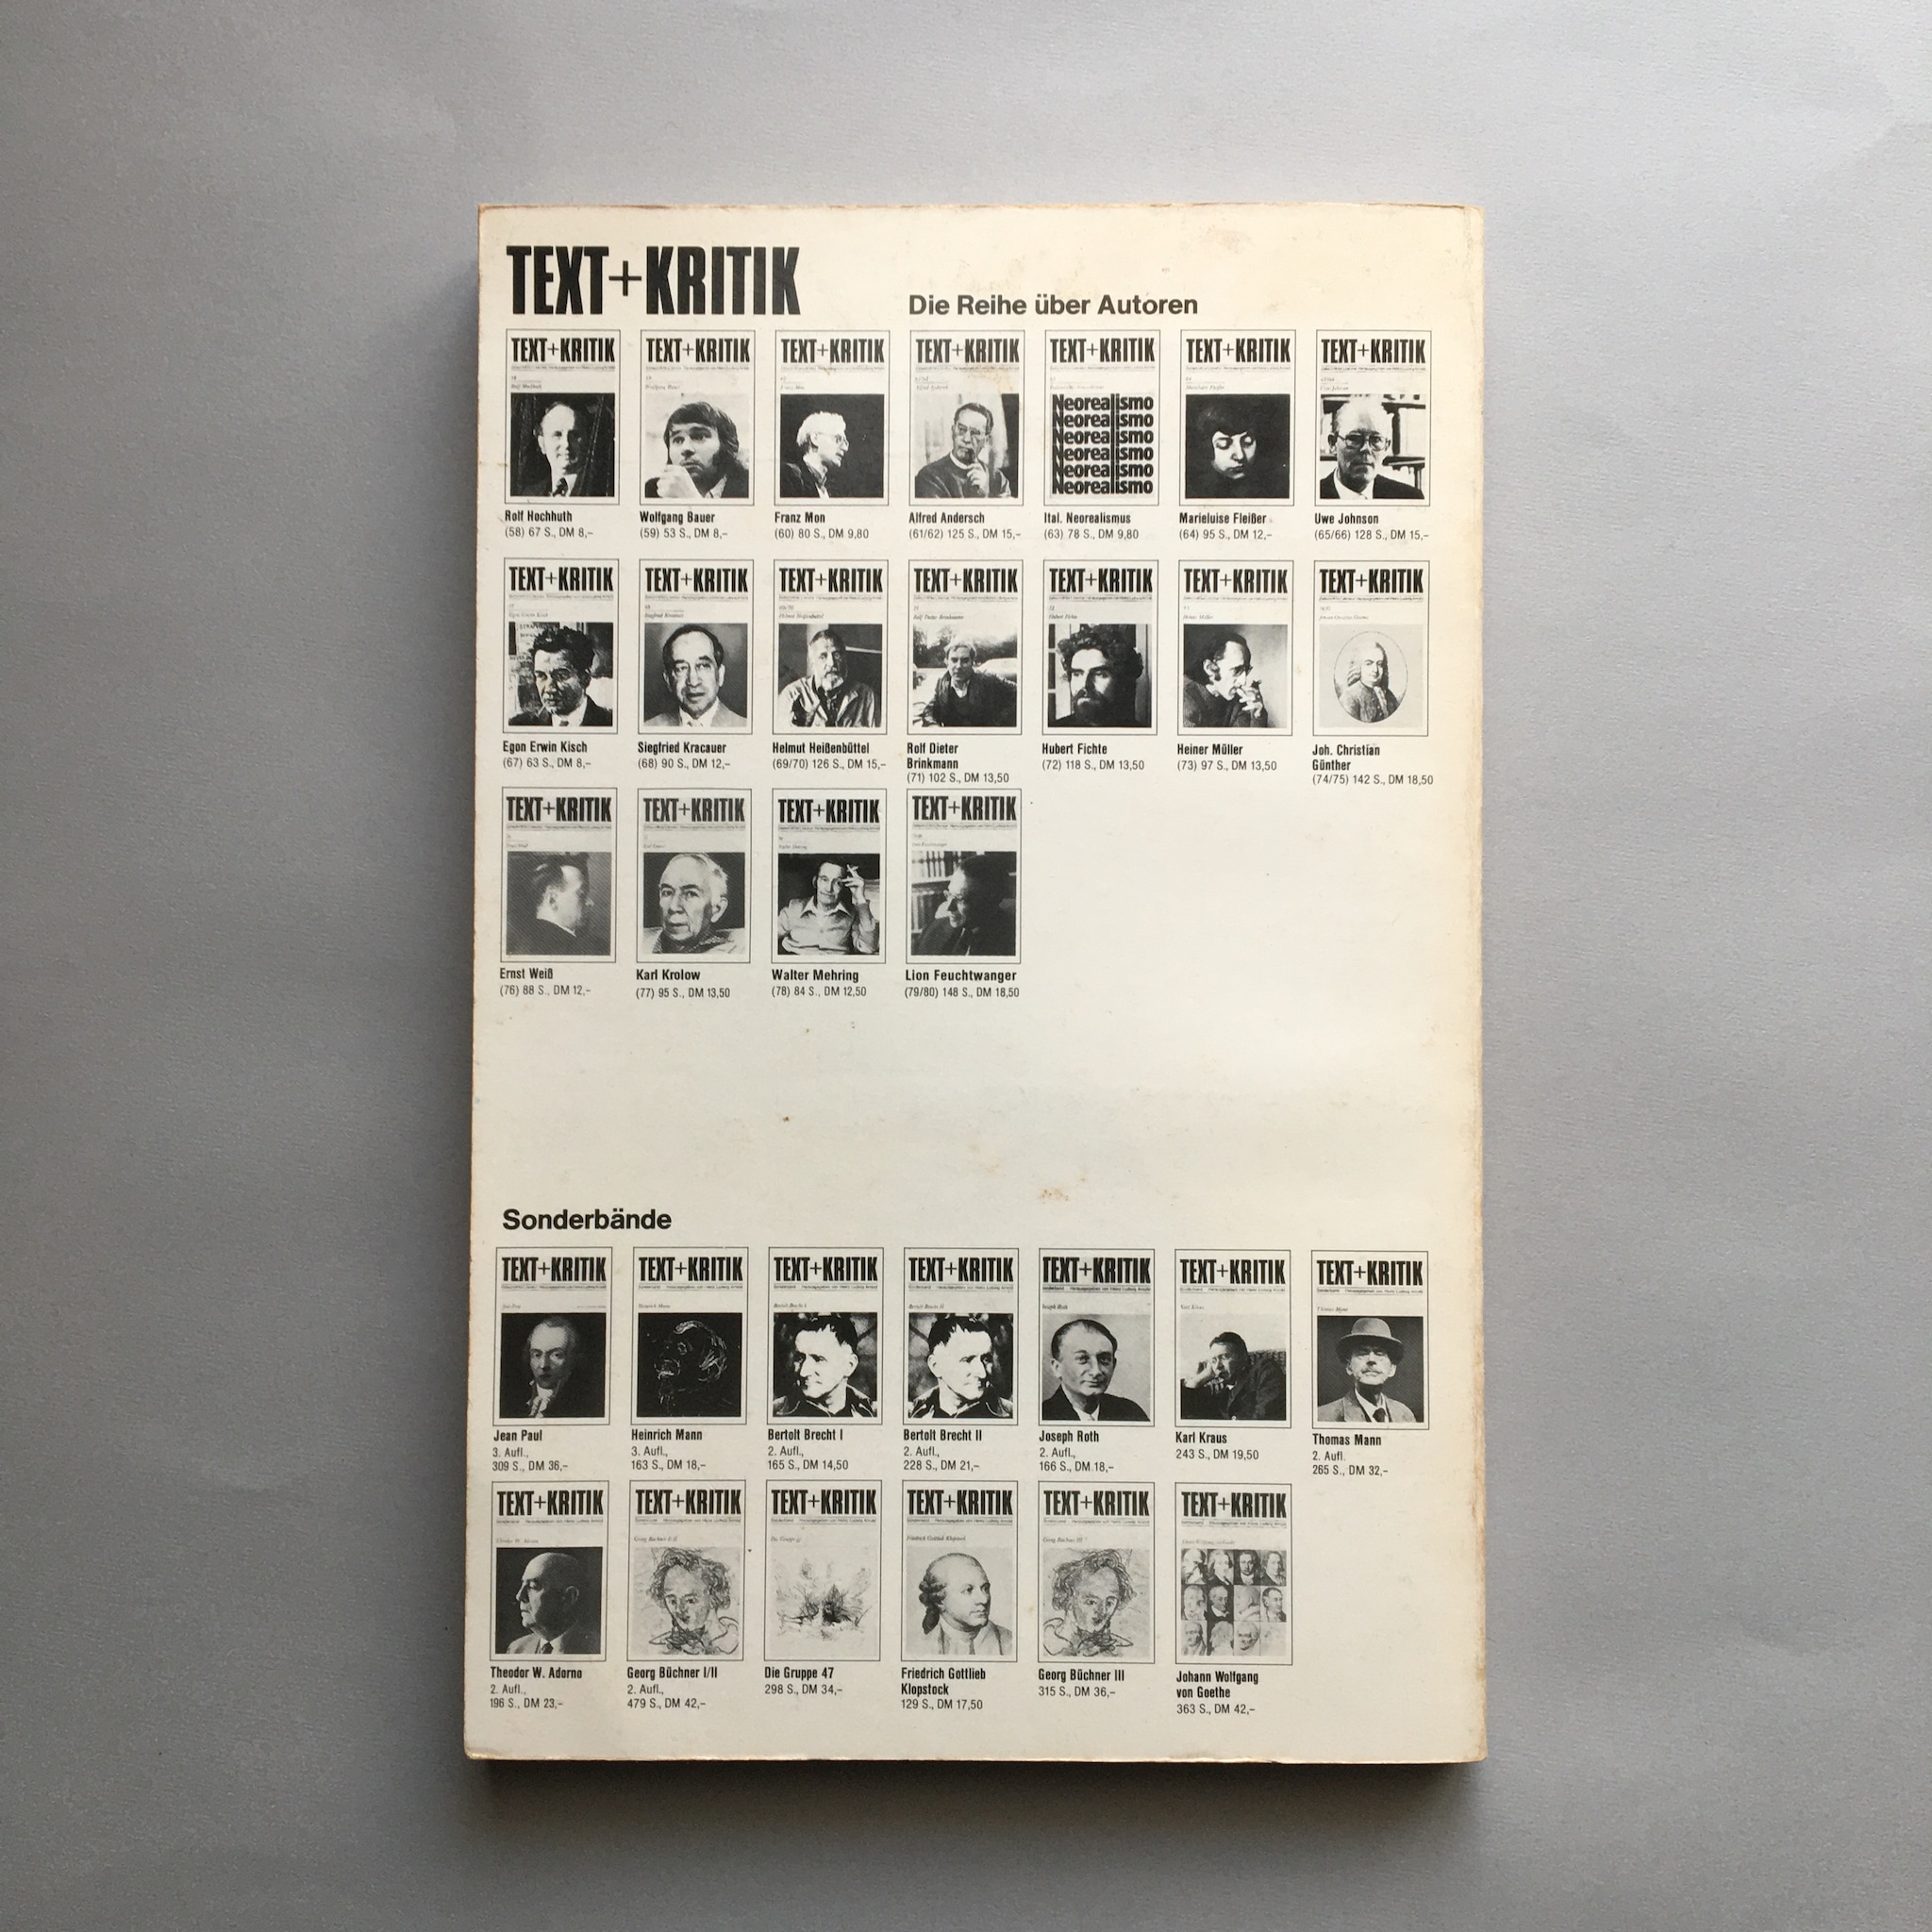 TEXT+KRITIK
Die Reihe über Autoren
TEXT+KRITIK
TEXT+KRITIK
TEXT+KRITIK
TEXT+KRITIK
TEXT+KRITIK
TEXT+KRITIK
TEXT+KRITIK
Neorealismo
Neorealismo
Neorealismo
Neorealismo
Neorealismo
Neorealismo
Rolf Hochhuth
(58) 67 S., DM 8,–
Wolfgang Bauer
(59) 53 S., DM 8,–
Franz Mon
(60) 80 S., DM 9,80
Alfred Andersch
(61/62) 125 S., DM 15,–
Ital. Neorealismus
(63) 78 S., DM 9,80
Marieluise Fleißer
(64) 95 S., DM 12,–
Uwe Johnson
(65/66) 128 S., DM 15,–
TEXT+KRITIK
TEXT+KRITIK
TEXT+KRITIK
TEXT+KRITIK
TEXT+KRITIK
TEXT+KRITIK
TEXT+KRITIK
Egon Erwin Kisch
(67) 63 S., DM 8,–
Siegfried Kracauer
(68) 90 S., DM 12,–
Helmut Heißenbüttel
(69/70) 126 S., DM 15,–
Rolf Dieter
Brinkmann
(71) 102 S., DM 13,50
Hubert Fichte
(72) 118 S., DM 13,50
Heiner Müller
(73) 97 S., DM 13,50
Joh. Christian
Günther
(74/75) 142 S., DM 18,50
TEXT+KRITIK
TEXT+KRITIK
TEXT+KRITIK
TEXT+KRITIK
Ernst Weiß
(76) 88 S., DM 12,–
Karl Krolow
(77) 95 S., DM 13,50
Walter Mehring
(78) 84 S., DM 12,50
Lion Feuchtwanger
(79/80) 148 S., DM 18,50
Sonderbände
TEXT+KRITIK
TEXT+KRITIK
TEXT+KRITIK
TEXT+KRITIK
TEXT+KRITIK
TEXT+KRITIK
TEXT+KRITIK
Jean Paul
3. Aufl.,
309 S., DM 36,–
Heinrich Mann
3. Aufl.,
163 S., DM 18,–
Bertolt Brecht I
2. Aufl.,
165 S., DM 14,50
Bertolt Brecht II
2. Aufl.,
228 S., DM 21,–
Joseph Roth
2. Aufl.,
166 S., DM 18,–
Karl Kraus
243 S., DM 19,50
Thomas Mann
2. Aufl.
265 S., DM 32,–
TEXT+KRITIK
TEXT+KRITIK
TEXT+KRITIK
TEXT+KRITIK
TEXT+KRITIK
TEXT+KRITIK
Theodor W. Adorno
2. Aufl.,
196 S., DM 23,–
Georg Büchner I/II
2. Aufl.,
479 S., DM 42,–
Die Gruppe 47
298 S., DM 34,–
Friedrich Gottlieb
Klopstock
129 S., DM 17,50
Georg Büchner III
315 S., DM 36,–
Johann Wolfgang
von Goethe
363 S., DM 42,–